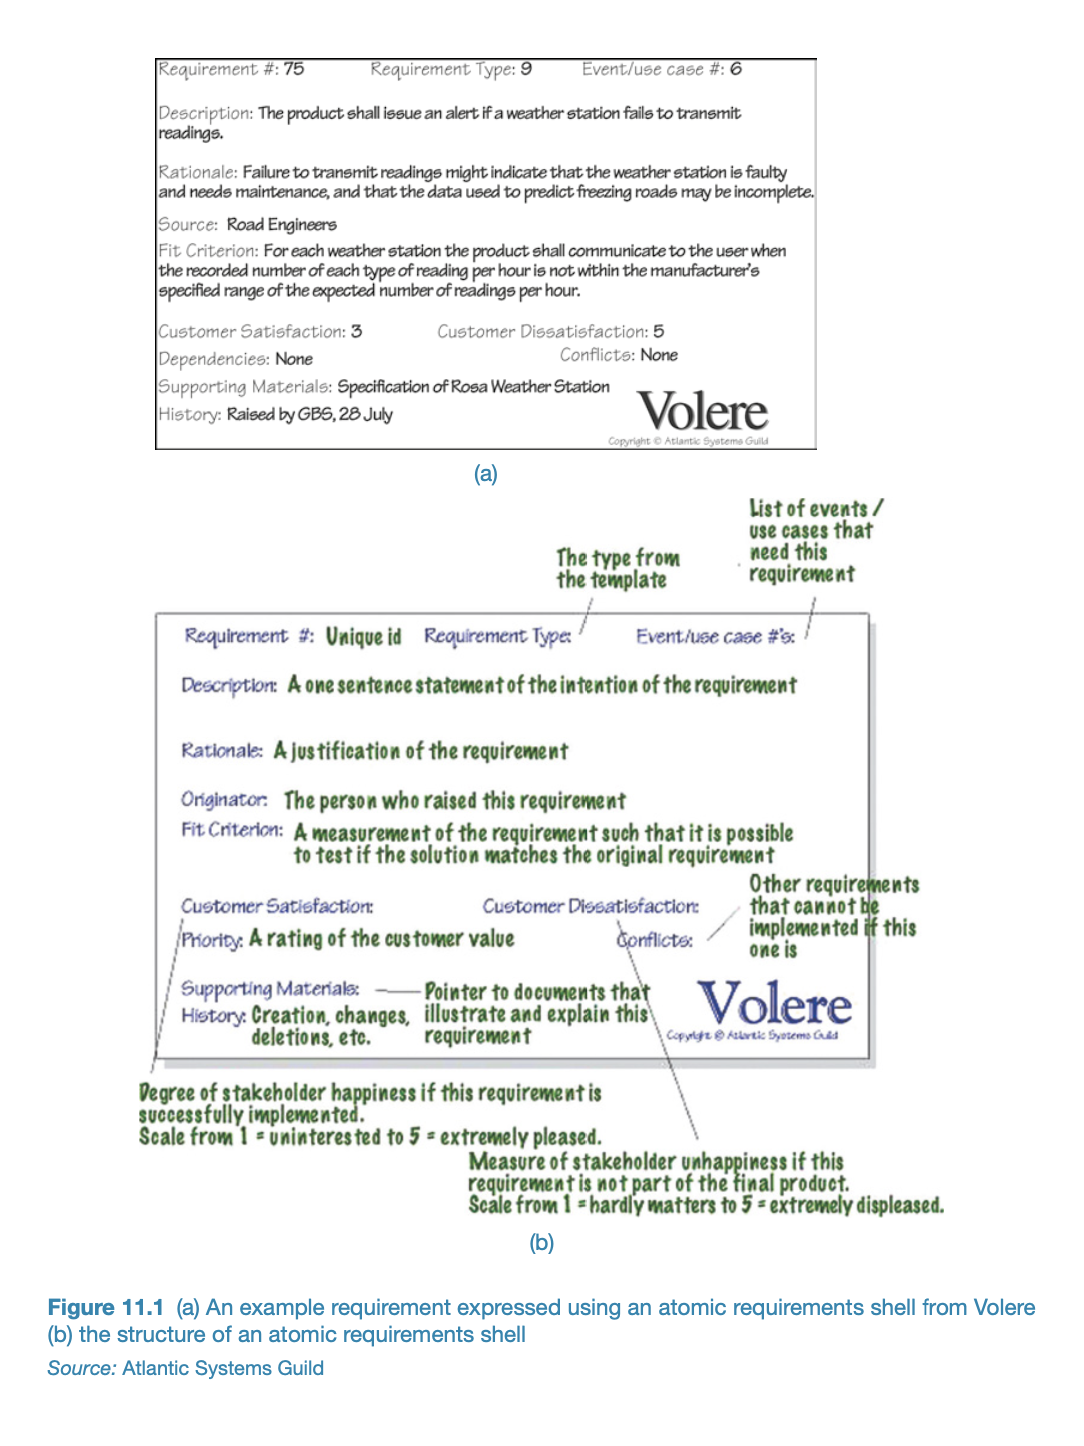 Requirement #: 75 Requirement Type: 9 Event/use case #: 6
Description: The product shall issue an alert if a weather station fails to transmit
readings.
Rationale: Failure to transmit readings might indicate that the weather station is faulty
and needs maintenance, and that the data used to predict freezing roads may be incomplete.
Source: Road Engineers
Fit Criterion: For each weather station the product shall communicate to the user when
the recorded number of each type of reading per hour is not within the manufacturer's
specified range of the expected number of readings per hour.
Customer Satisfaction: 3 Customer Dissatisfaction: 5
Dependencies: None Conflicts: None
Supporting Materials: Specification of Rosa Weather Station
History: Raised by GBS, 28 July
Volere
Copyright © Atlantic Systems Guild
(a)
List of events /
use cases that
need this
requirement
The type from
the template
Requirement #: Unique id Requirement Type: Event/use case #'s:
Description: A one sentence statement of the intention of the requirement
Rationale: A justification of the requirement
Originator: The person who raised this requirement
Fit Criterion: A measurement of the requirement such that it is possible
to test if the solution matches the original requirement
Other requirements
that cannot be
implemented if this
one is
Customer Satisfaction: Customer Dissatisfaction:
Priority: A rating of the customer value Conflicts:
Supporting Materials: Pointer to documents that
illustrate and explain this
requirement
History: Creation, changes,
deletions, etc.
Volere
Copyright © Atlantic Systems Guild
Degree of stakeholder happiness if this requirement is
successfully implemented.
Scale from 1 = uninterested to 5 = extremely pleased.
Measure of stakeholder unhappiness if this
requirement is not part of the final product.
Scale from 1 = hardly matters to 5 = extremely displeased.
(b)
Figure 11.1 (a) An example requirement expressed using an atomic requirements shell from Volere
(b) the structure of an atomic requirements shell
Source: Atlantic Systems Guild